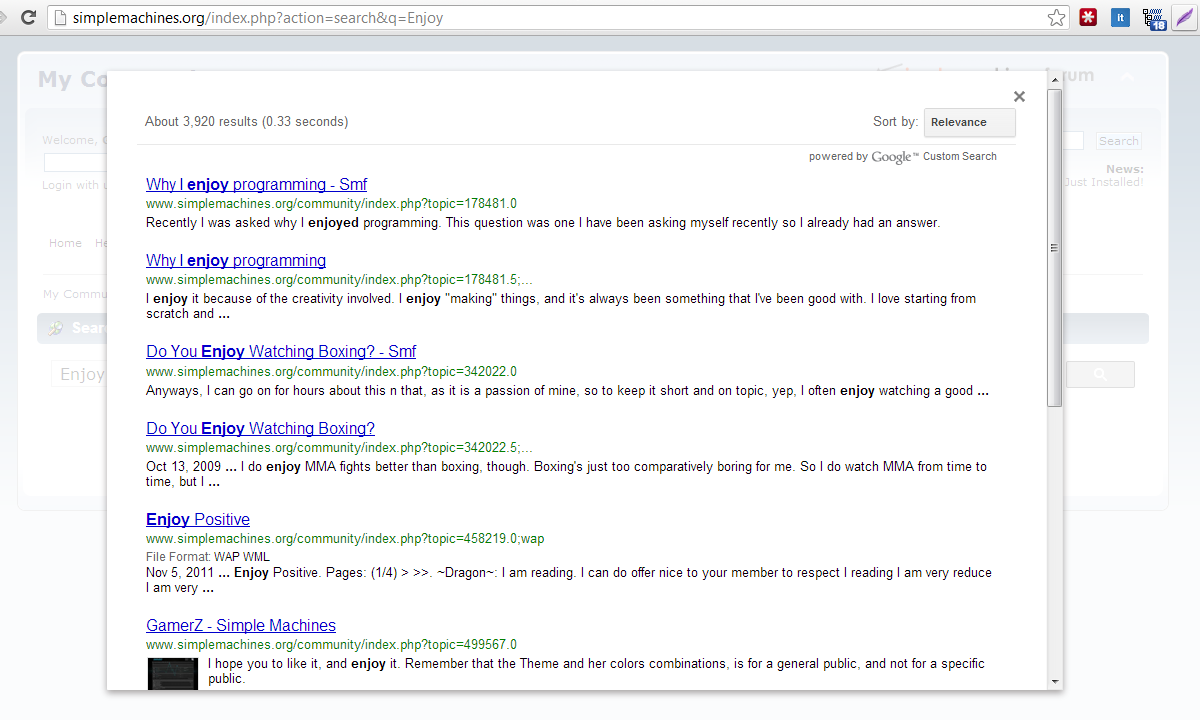 simplemachines.org/index.php?action=search&q=Enjoy
it
18
My Co
um
Welcome,
Search
Login with u
News:
Just Installed!
Home He
My Commu
Sear
Enjoy
About 3,920 results (0.33 seconds)
Sort by: Relevance
powered by Google™ Custom Search
Why I enjoy programming - Smf
www.simplemachines.org/community/index.php?topic=178481.0
Recently I was asked why I enjoyed programming. This question was one I have been asking myself recently so I already had an answer.
Why I enjoy programming
www.simplemachines.org/community/index.php?topic=178481.5;...
I enjoy it because of the creativity involved. I enjoy "making" things, and it's always been something that I've been good with. I love starting from
scratch and ...
Do You Enjoy Watching Boxing? - Smf
www.simplemachines.org/community/index.php?topic=342022.0
Anyways, I can go on for hours about this n that, as it is a passion of mine, so to keep it short and on topic, yep, I often enjoy watching a good ...
Do You Enjoy Watching Boxing?
www.simplemachines.org/community/index.php?topic=342022.5;...
Oct 13, 2009 ... I do enjoy MMA fights better than boxing, though. Boxing's just too comparatively boring for me. So I do watch MMA from time to
time, but I ...
Enjoy Positive
www.simplemachines.org/community/index.php?topic=458219.0;wap
File Format: WAP WML
Nov 5, 2011 ... Enjoy Positive. Pages: (1/4) > >>. ~Dragon~: I am reading. I can do offer nice to your member to respect I reading I am very reduce
I am very ...
GamerZ - Simple Machines
www.simplemachines.org/community/index.php?topic=499567.0
I hope you to like it, and enjoy it. Remember that the Theme and her colors combinations, is for a general public, and not for a specific
public.